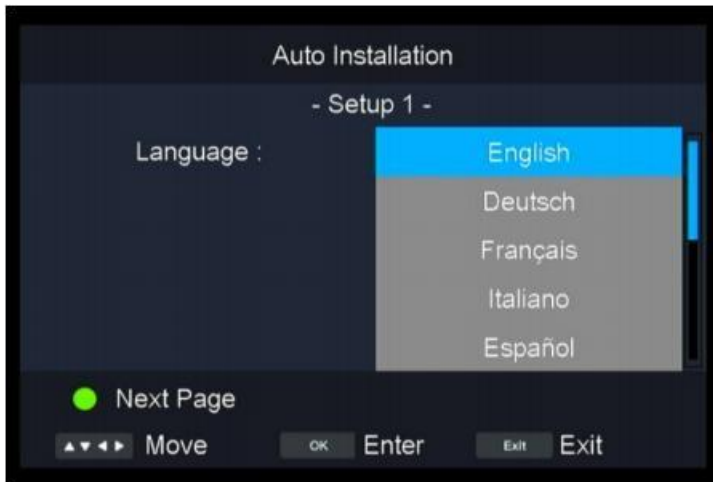 Auto Installation
- Setup 1 -
Language : English
Deutsch
Français
Italiano
Español
Next Page
▲▼◀▶ Move OK Enter Exit Exit